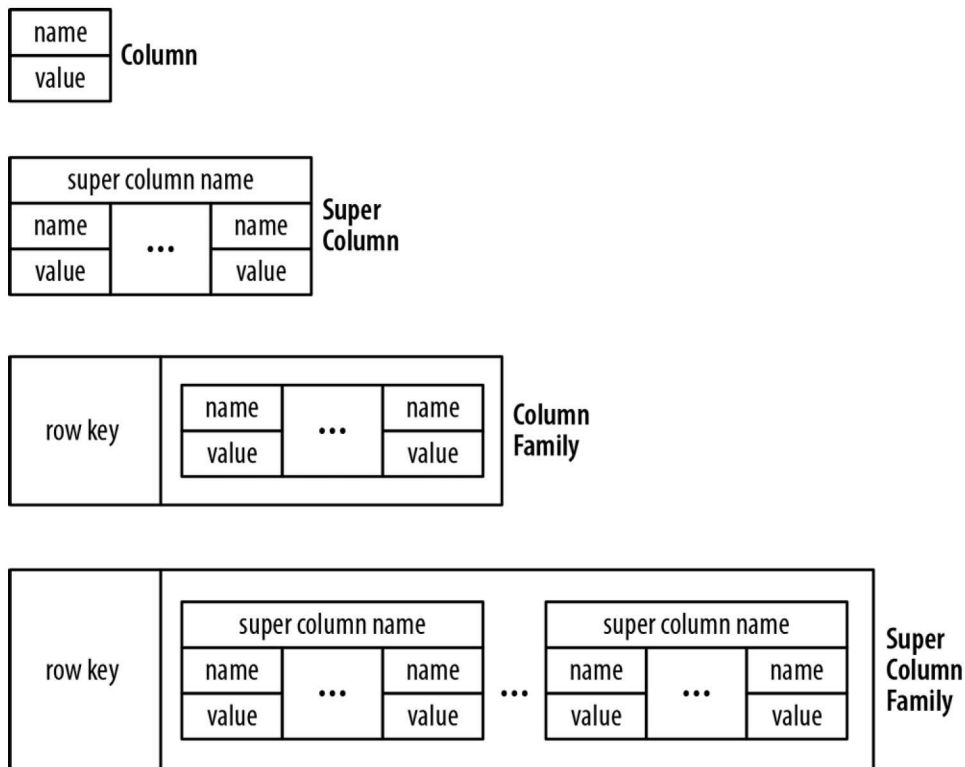 name
value
Column
super column name
name ... name
value value
Super
Column
row key
name ... name
value value
Column
Family
row key
super column name ... super column name
name ... name name ... name
value value value value
Super
Column
Family